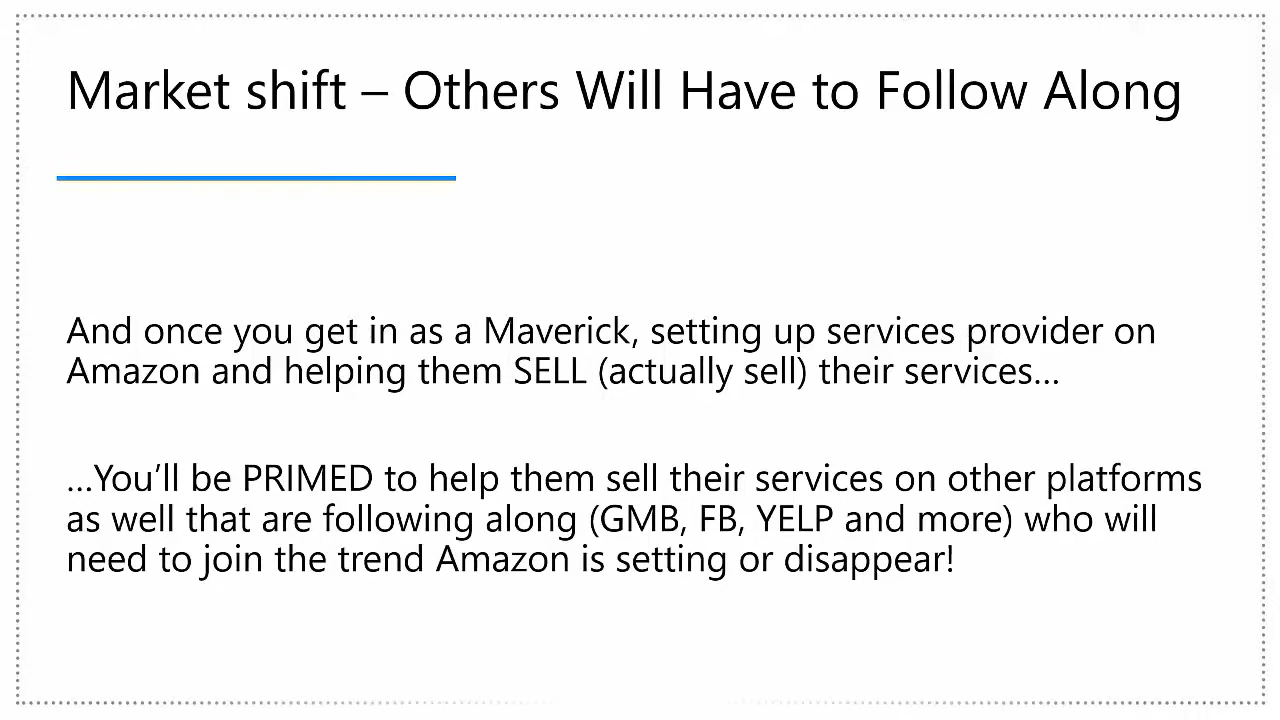 Market shift – Others Will Have to Follow Along
And once you get in as a Maverick, setting up services provider on
Amazon and helping them SELL (actually sell) their services…
…You’ll be PRIMED to help them sell their services on other platforms
as well that are following along (GMB, FB, YELP and more) who will
need to join the trend Amazon is setting or disappear!